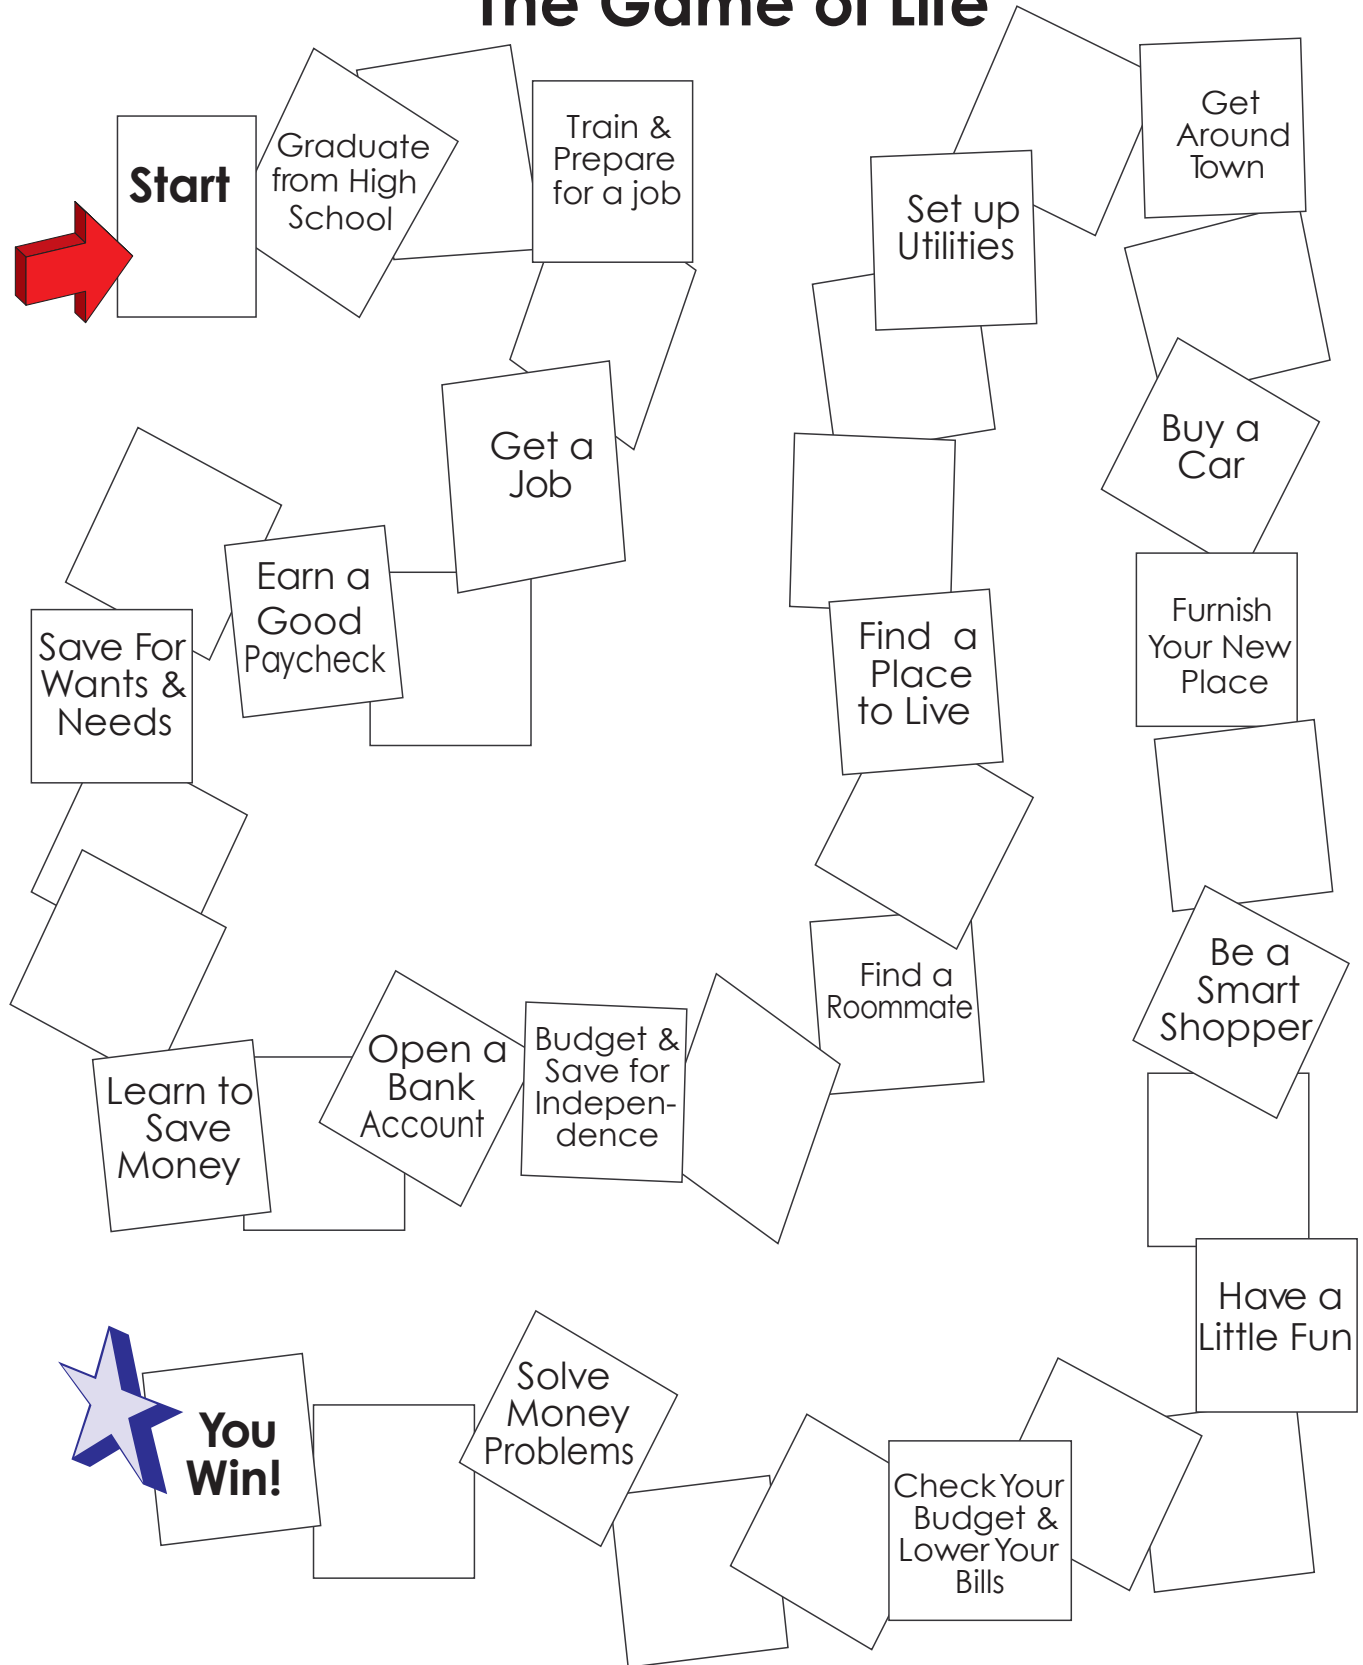 The Game of Life
Start
Graduate
from High
School
Train &
Prepare
for a job
Get a
Job
Earn a
Good
Paycheck
Save For
Wants &
Needs
Learn to
Save
Money
Open a
Bank
Account
Budget &
Save for
Indepen-
dence
Find a
Roommate
Find a
Place
to Live
Set up
Utilities
Get
Around
Town
Buy a
Car
Furnish
Your New
Place
Be a
Smart
Shopper
Have a
Little Fun
Check Your
Budget &
Lower Your
Bills
Solve
Money
Problems
You
Win!